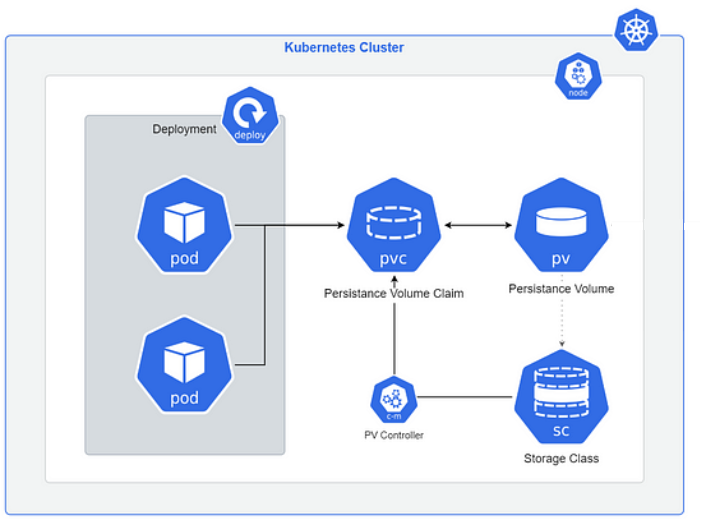 Kubernetes Cluster
node
Deployment
deploy
pod
pvc
pv
Persistance Volume Claim
Persistance Volume
pod
c-m
PV Controller
sc
Storage Class